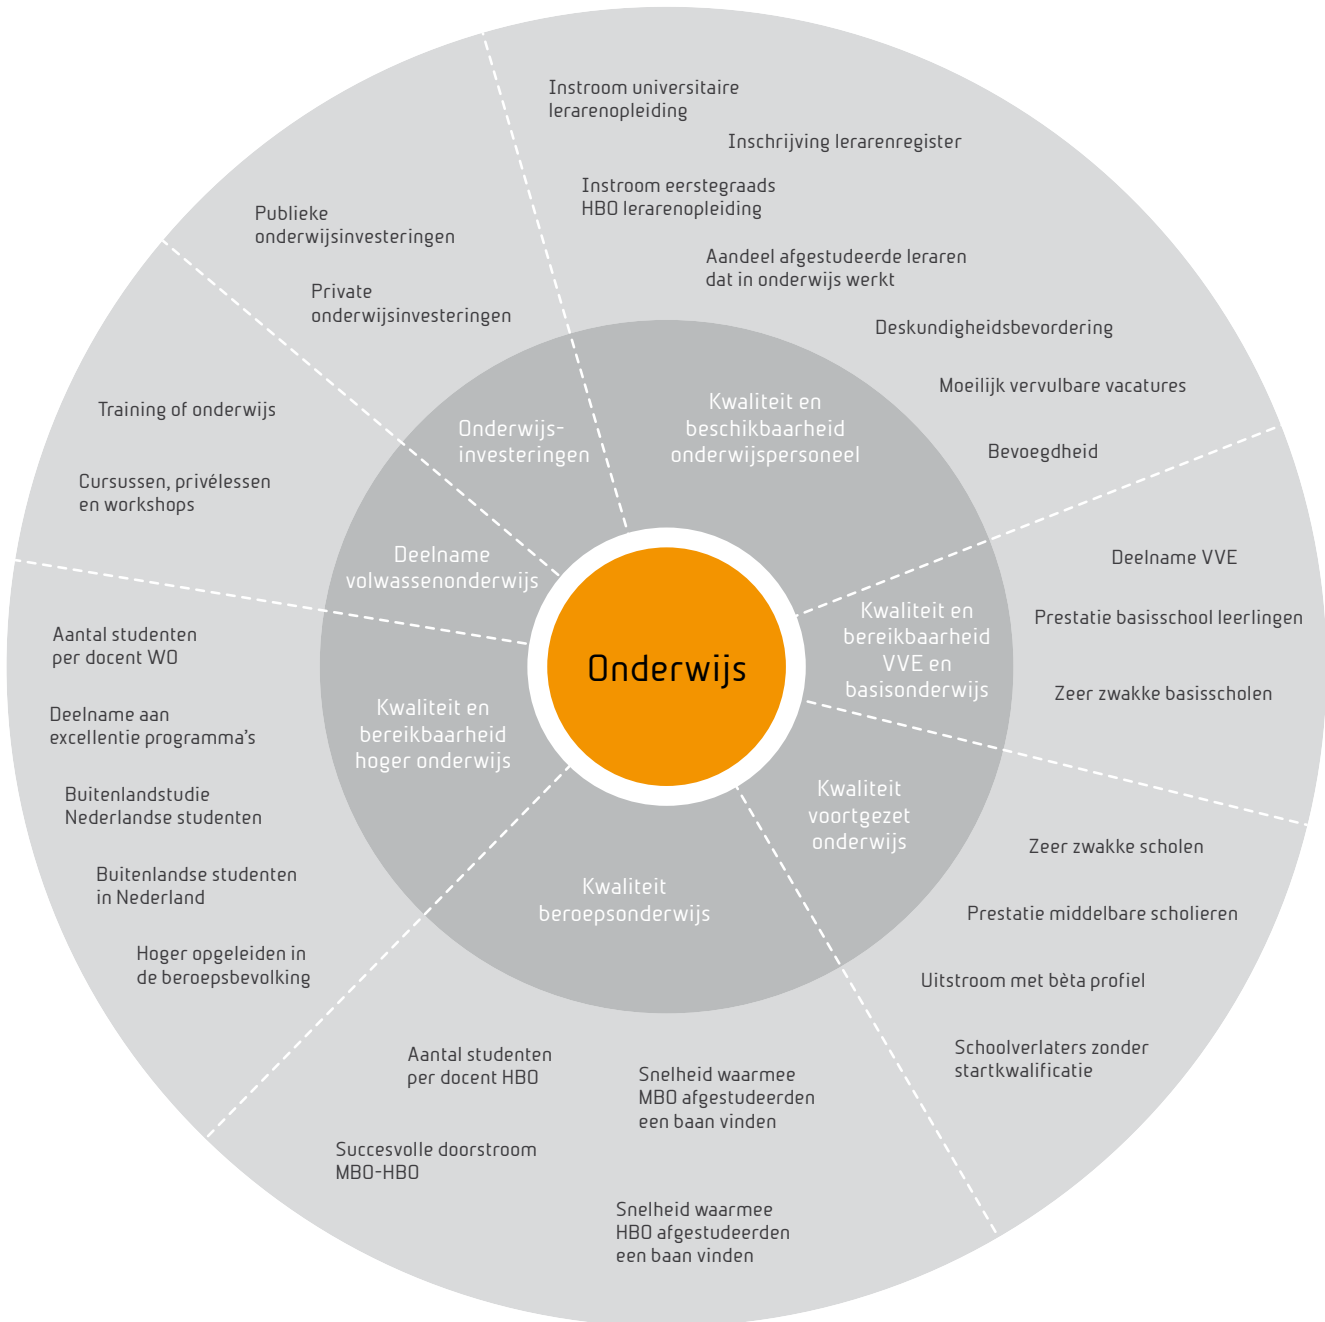 Instroom universitaire
lerarenopleiding
Inschrijving lerarenregister
Instroom eerstegraads
HBO lerarenopleiding
Aandeel afgestudeerde leraren
dat in onderwijs werkt
Deskundigheidsbevordering
Moeilijk vervulbare vacatures
Bevoegdheid
Publieke
onderwijsinvesteringen
Private
onderwijsinvesteringen
Training of onderwijs
Cursussen, privélessen
en workshops
Kwaliteit en
beschikbaarheid
onderwijspersoneel
Onderwijs-
investeringen
Deelname
volwassenonderwijs
Kwaliteit en
bereikbaarheid
VVE en
basisonderwijs
Onderwijs
Kwaliteit en
bereikbaarheid
hoger onderwijs
Kwaliteit
voortgezet
onderwijs
Kwaliteit
beroepsonderwijs
Deelname VVE
Prestatie basisschool leerlingen
Zeer zwakke basisscholen
Aantal studenten
per docent WO
Deelname aan
excellentie programma's
Buitenlandstudie
Nederlandse studenten
Buitenlandse studenten
in Nederland
Hoger opgeleiden in
de beroepsbevolking
Zeer zwakke scholen
Prestatie middelbare scholieren
Uitstroom met bèta profiel
Schoolverlaters zonder
startkwalificatie
Aantal studenten
per docent HBO
Snelheid waarmee
MBO afgestudeerden
een baan vinden
Succesvolle doorstroom
MBO-HBO
Snelheid waarmee
HBO afgestudeerden
een baan vinden